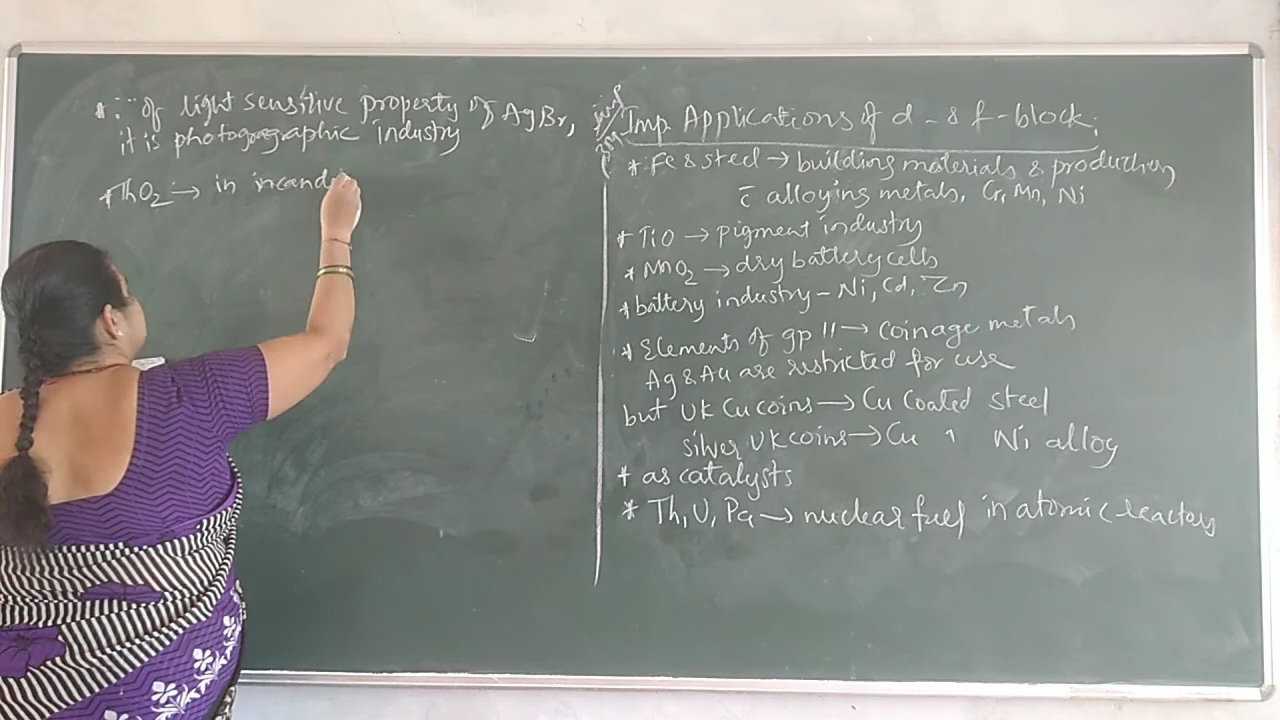 * ∵ of light sensitive property of AgBr,
it is photogoraphic industry
* ThO2 → in incand
Imp. Applications of d - & f-block;
* Fe & steel → building materials & production
c̄ alloying metals, Cr, Mn, Ni
* TiO → pigment industry
* MnO2 → dry battery cells
* battery industry - Ni, Cd, Zn
* Elements of gp 11 → coinage metals
Ag & Au are restricted for use
but UK Cu coins → Cu coated steel
silver UK coins → Cu , Ni alloy
* as catalysts
* Th, U, Pa → nuclear fuel in atomic reactors